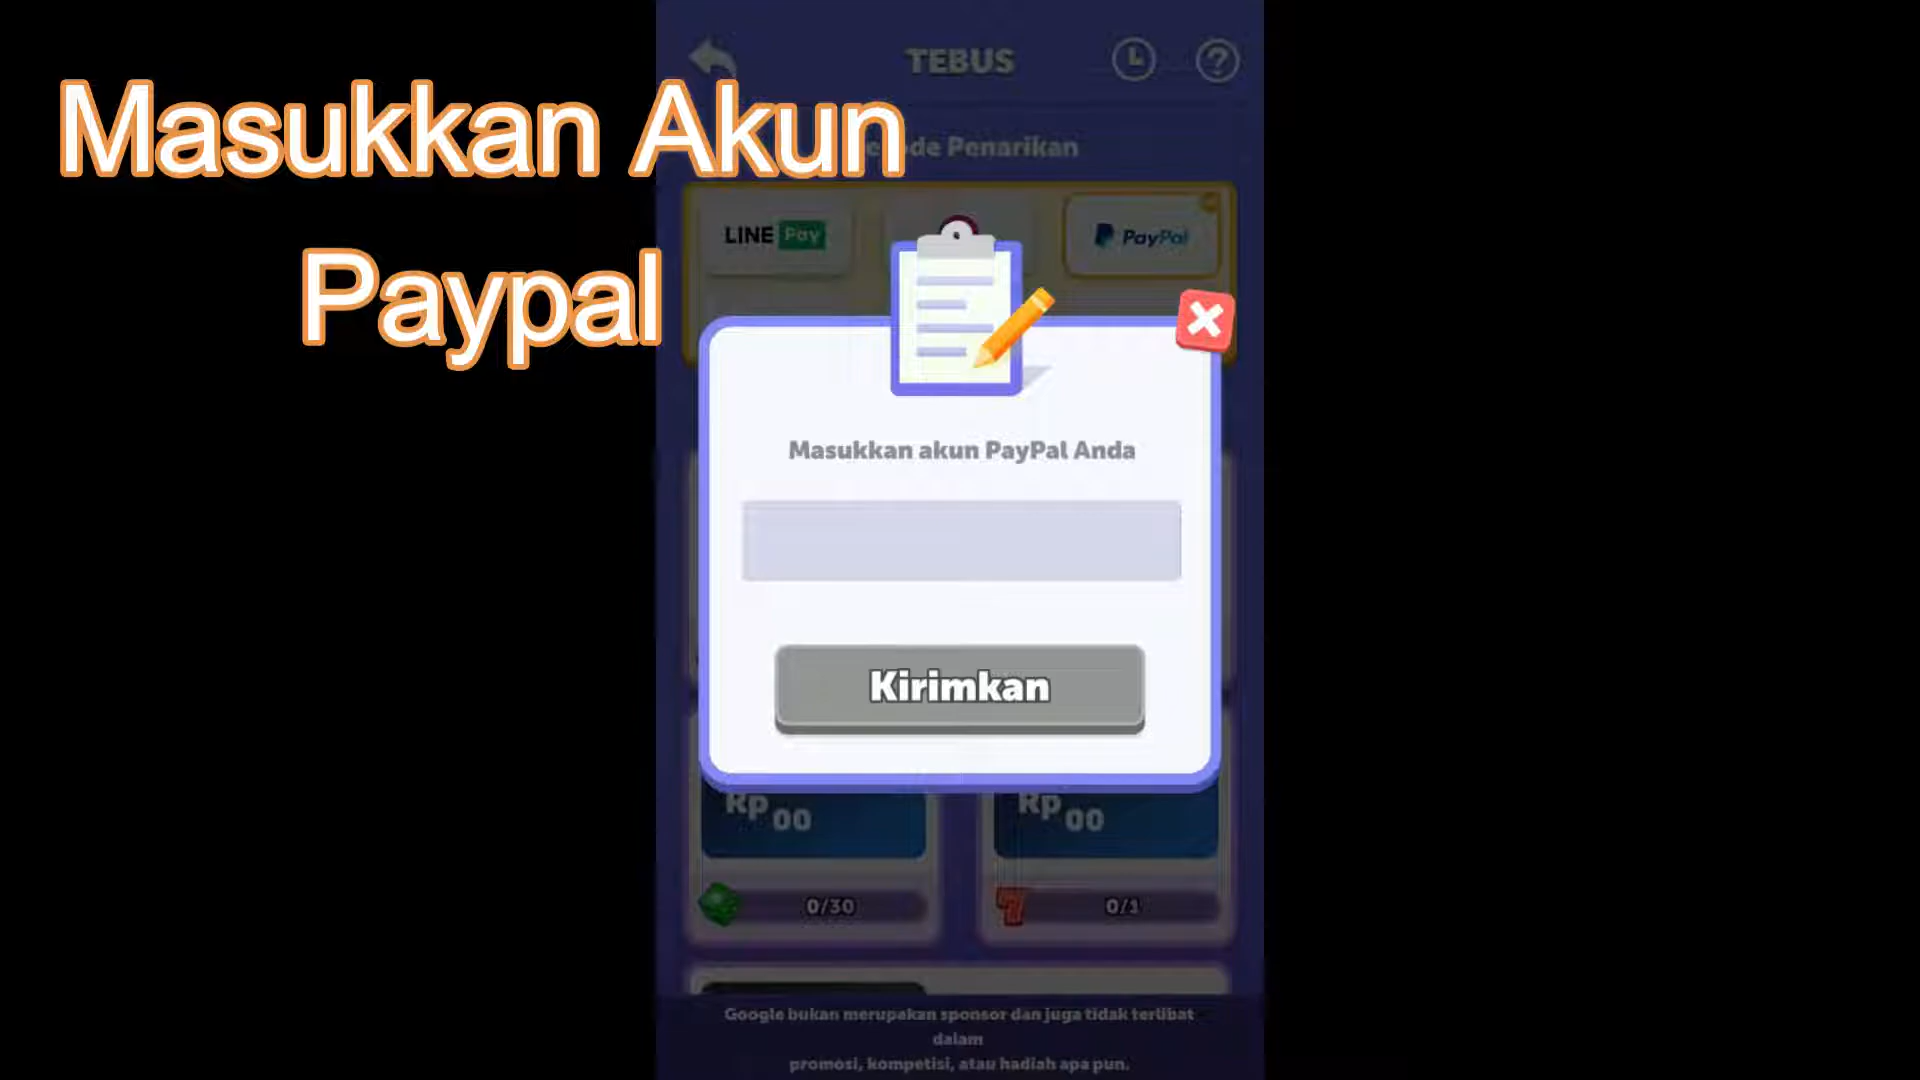 Masukkan Akun
Paypal
TEBUS
Penarikan
LINE Pay
PayPal
Masukkan akun PayPal Anda
Kirimkan
Rp 00
Rp 00
0/30
0/1
Google bukan merupakan sponsor dan juga tidak terlibat
dalam
promosi, kompetisi, atau hadiah apa pun.